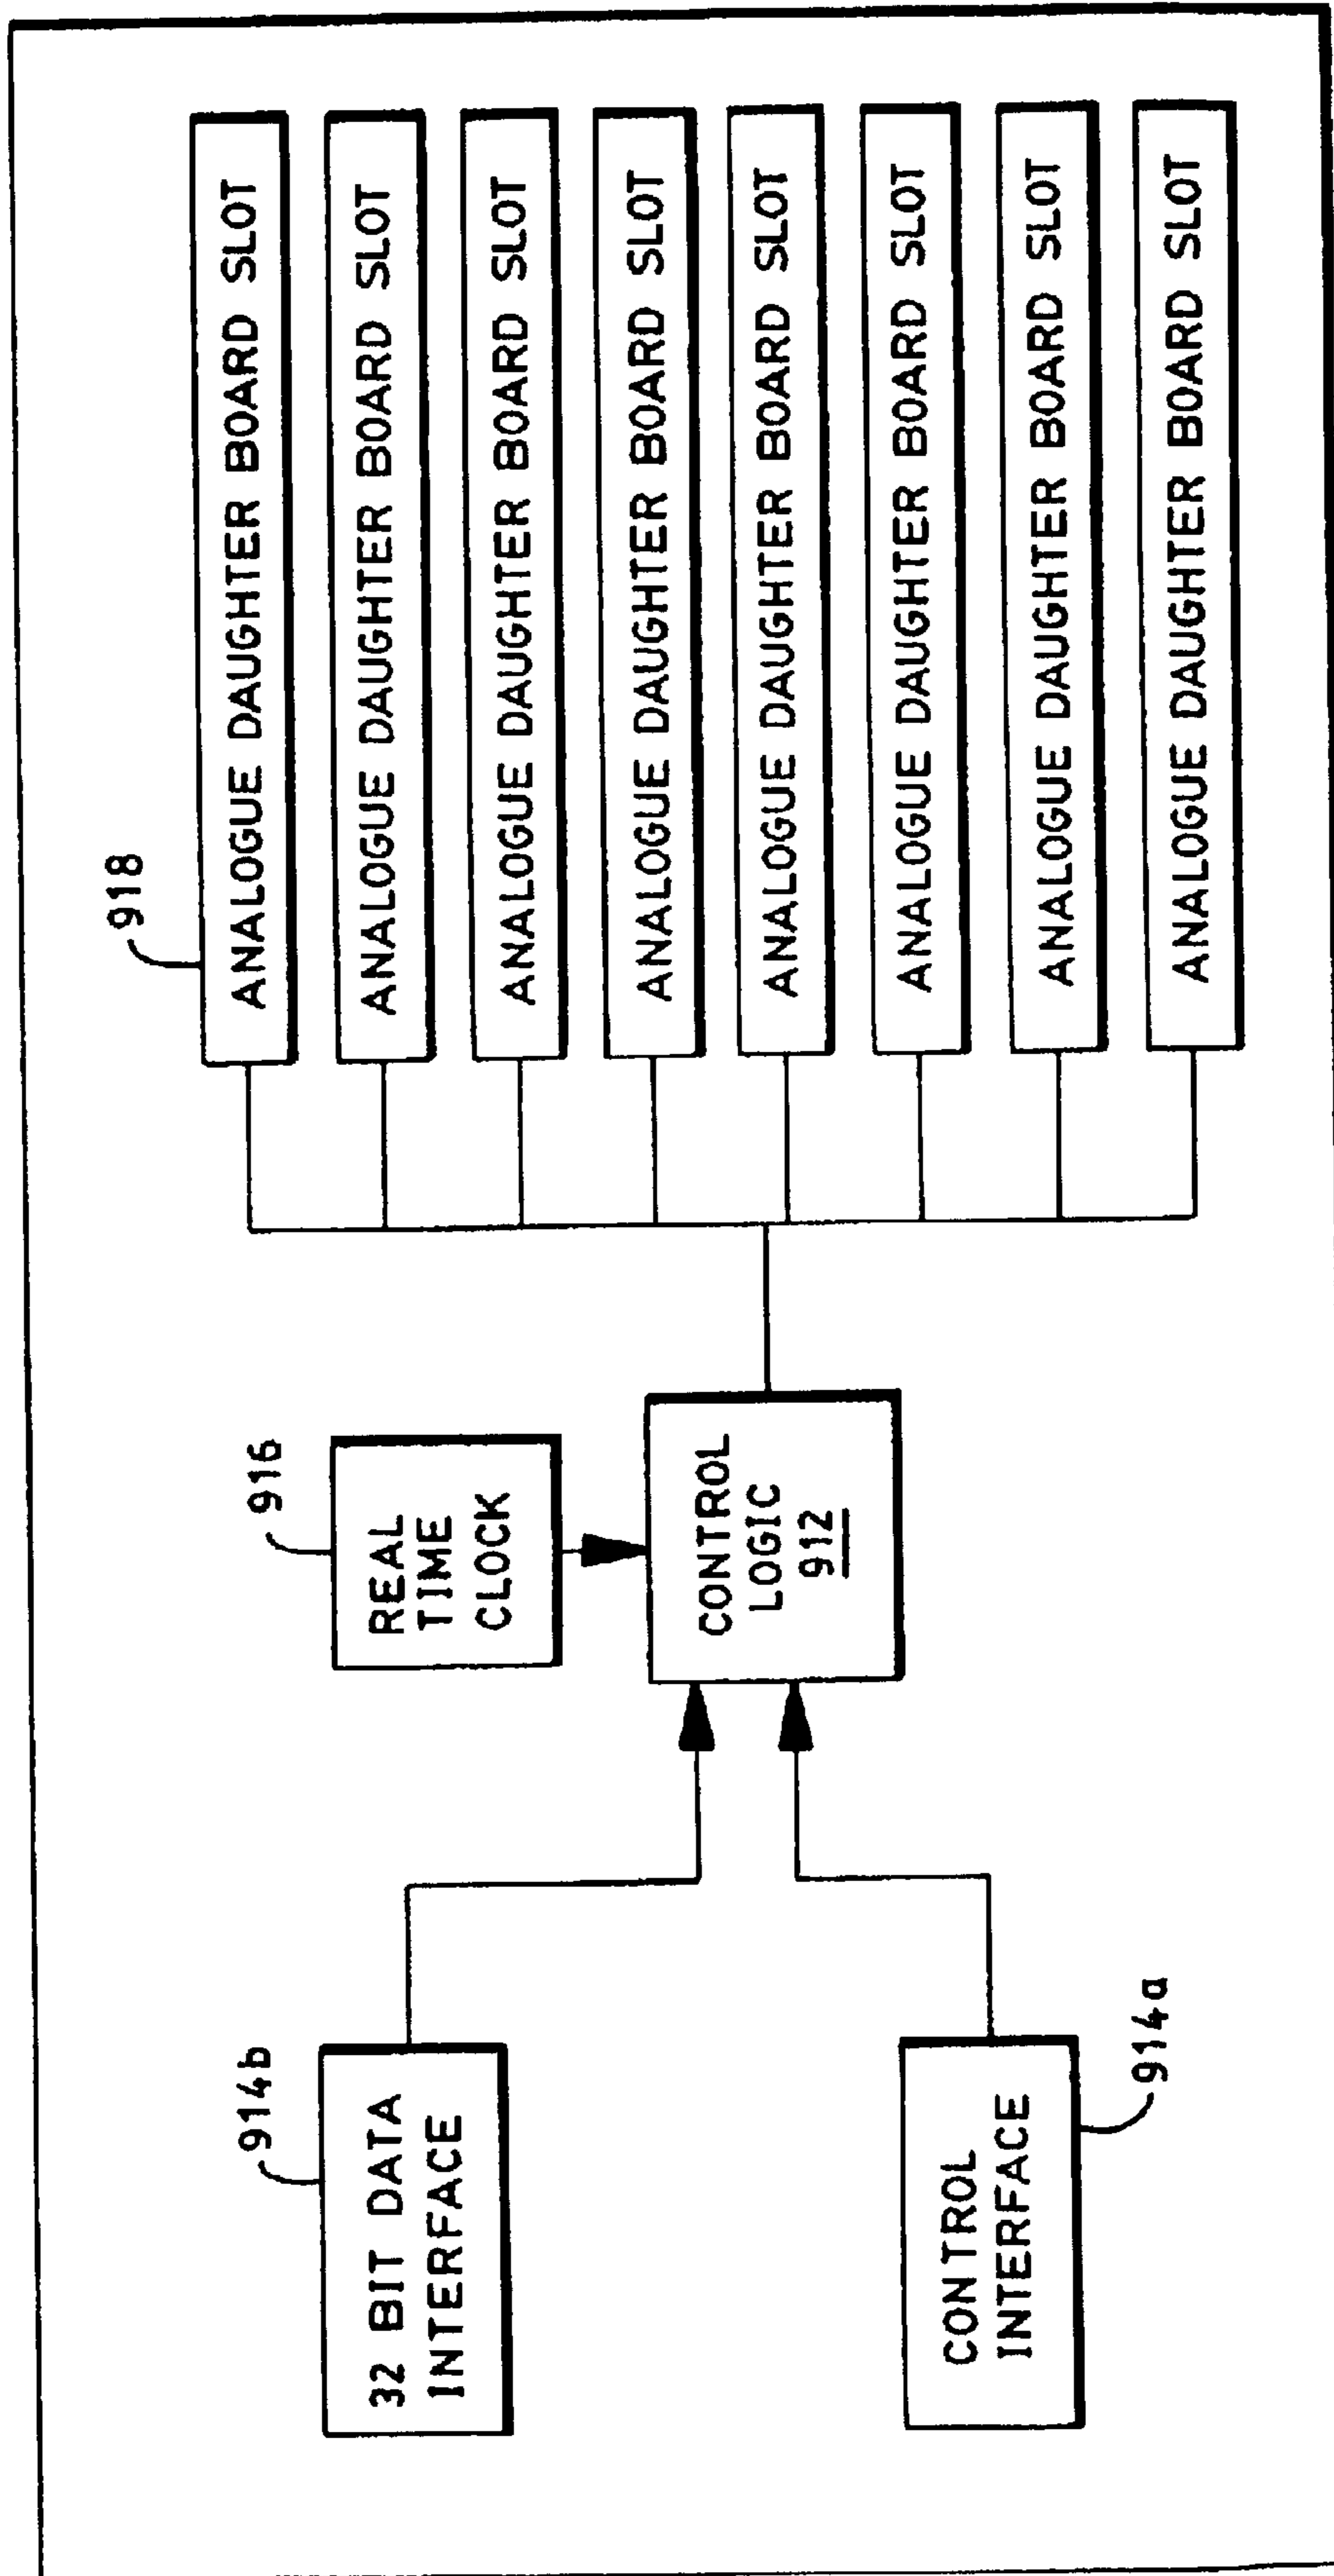 914b
32 BIT DATA
INTERFACE
CONTROL
INTERFACE
914a
916
REAL
TIME
CLOCK
CONTROL
LOGIC
912
918
ANALOGUE DAUGHTER BOARD SLOT
ANALOGUE DAUGHTER BOARD SLOT
ANALOGUE DAUGHTER BOARD SLOT
ANALOGUE DAUGHTER BOARD SLOT
ANALOGUE DAUGHTER BOARD SLOT
ANALOGUE DAUGHTER BOARD SLOT
ANALOGUE DAUGHTER BOARD SLOT
ANALOGUE DAUGHTER BOARD SLOT